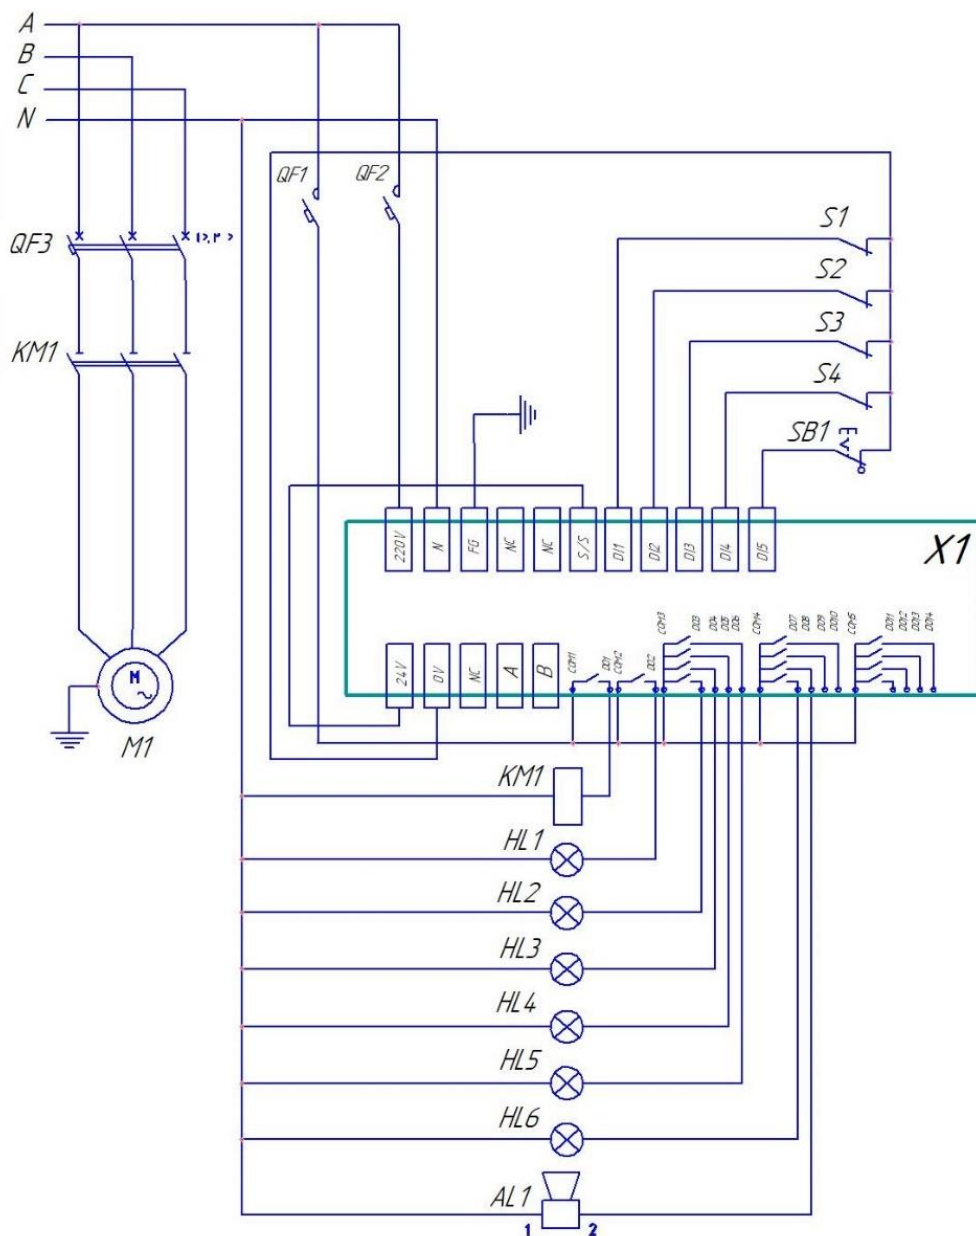 A
B
C
N
QF1
QF2
S1
QF3
S2
S3
KM1
S4
SB1
220V
N
FG
NC
NC
S/S
DI1
DI2
DI3
DI4
DI5
X1
24V
0V
NC
A
B
COM1
DO1
COM2
DO2
COM3
DO3
DO4
DO5
DO6
COM4
DO7
DO8
DO9
DO10
COM5
DO11
DO12
DO13
DO14
M
~
M1
KM1
HL1
HL2
HL3
HL4
HL5
HL6
AL1
1
2